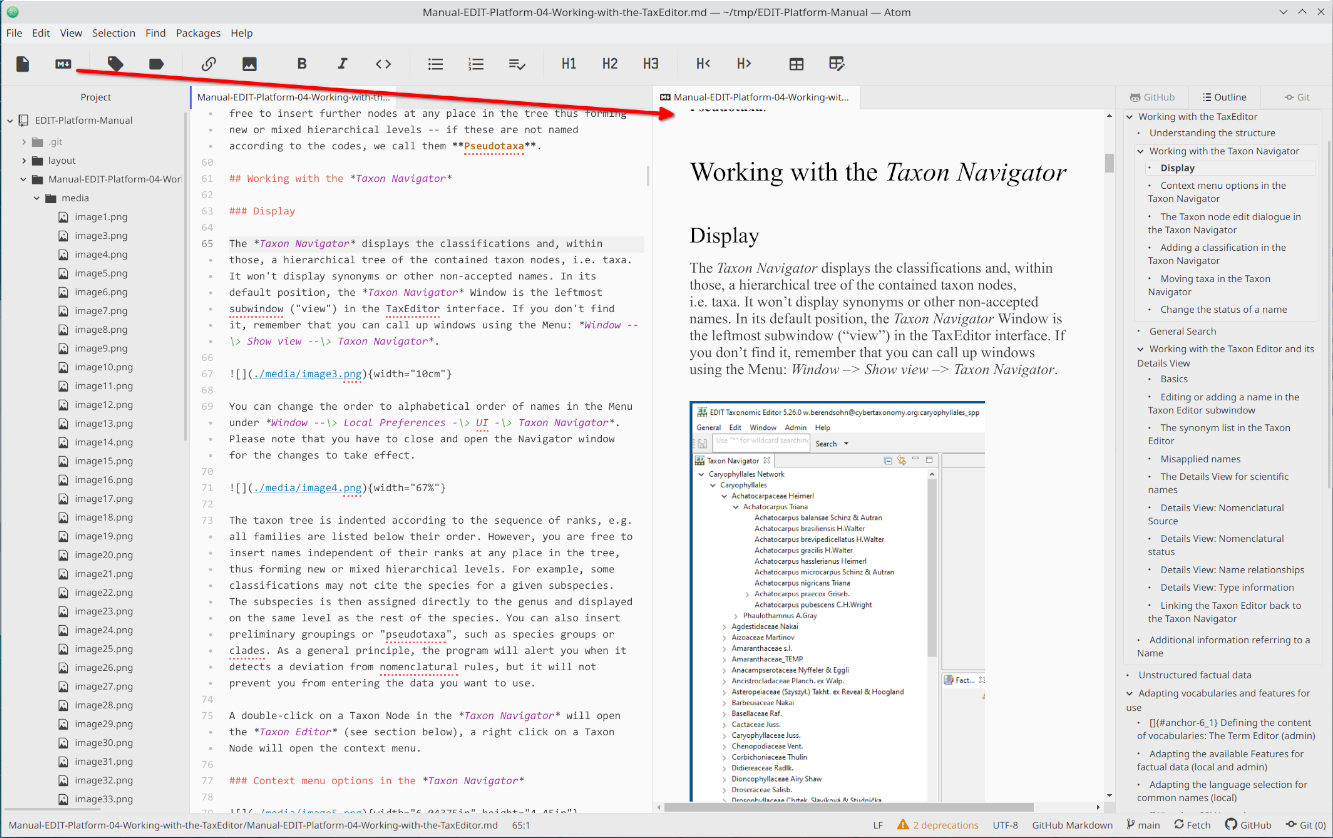 Manual-EDIT-Platform-04-Working-with-the-TaxEditor.md — ~/tmp/EDIT-Platform-Manual — Atom
File Edit View Selection Find Packages Help
M↓ B I <> H1 H2 H3 H< H>
Project
EDIT-Platform-Manual
.git
layout
Manual-EDIT-Platform-04-Worl
media
image1.png
image3.png
image4.png
image5.png
image6.png
image7.png
image8.png
image9.png
image10.png
image11.png
image12.png
image13.png
image14.png
image15.png
image16.png
image17.png
image18.png
image19.png
image20.png
image21.png
image22.png
image23.png
image24.png
image25.png
image26.png
image27.png
image28.png
image29.png
image30.png
image31.png
image32.png
image33.png
Manual-EDIT-Platform-04-Working-with-th...
free to insert further nodes at any place in the tree thus forming
new or mixed hierarchical levels -- if these are not named
according to the codes, we call them **Pseudotaxa**.
60
61 ## Working with the *Taxon Navigator*
62
63 ### Display
64
65 The *Taxon Navigator* displays the classifications and, within
those, a hierarchical tree of the contained taxon nodes, i.e. taxa.
It won't display synonyms or other non-accepted names. In its
default position, the *Taxon Navigator* Window is the leftmost
subwindow ("view") in the TaxEditor interface. If you don't find
it, remember that you can call up windows using the Menu: *Window --
\> Show view --\> Taxon Navigator*.
66
67 ![](./media/image3.png){width="10cm"}
68
69 You can change the order to alphabetical order of names in the Menu
under *Window --\> Local Preferences -\> UI -\> Taxon Navigator*.
Please note that you have to close and open the Navigator window
for the changes to take effect.
70
71 ![](./media/image4.png){width="67%"}
72
73 The taxon tree is indented according to the sequence of ranks, e.g.
all families are listed below their order. However, you are free to
insert names independent of their ranks at any place in the tree,
thus forming new or mixed hierarchical levels. For example, some
classifications may not cite the species for a given subspecies.
The subspecies is then assigned directly to the genus and displayed
on the same level as the rest of the species. You can also insert
preliminary groupings or "pseudotaxa", such as species groups or
clades. As a general principle, the program will alert you when it
detects a deviation from nomenclatural rules, but it will not
prevent you from entering the data you want to use.
74
75 A double-click on a Taxon Node in the *Taxon Navigator* will open
the *Taxon Editor* (see section below), a right click on a Taxon
Node will open the context menu.
76
77 ### Context menu options in the *Taxon Navigator*
78
79 ![](./media/image5.png){width="6.04375in" height="4.45in"}
Manual-EDIT-Platform-04-Working-wit...
Pseudotaxa.
Working with the Taxon Navigator
Display
The Taxon Navigator displays the classifications and, within
those, a hierarchical tree of the contained taxon nodes,
i.e. taxa. It won’t display synonyms or other non-accepted
names. In its default position, the Taxon Navigator Window is
the leftmost subwindow (“view”) in the TaxEditor interface. If
you don’t find it, remember that you can call up windows
using the Menu: Window –> Show view –> Taxon Navigator.
EDIT Taxonomic Editor 5.26.0 w.berendsohn@cybertaxonomy.org:caryophyllales_spp
General Edit Window Admin Help
Use "*" for wildcard searching Search
Taxon Navigator
Caryophyllales Network
Caryophyllales
Achatocarpaceae Heimerl
Achatocarpus Triana
Achatocarpus balansae Schinz & Autran
Achatocarpus brasiliensis H.Walter
Achatocarpus brevipedicellatus H.Walter
Achatocarpus gracilis H.Walter
Achatocarpus hasslerianus Heimerl
Achatocarpus microcarpus Schinz & Autran
Achatocarpus nigricans Triana
Achatocarpus praecox Griseb.
Achatocarpus pubescens C.H.Wright
Phaulothamnus A.Gray
Agdestidaceae Nakai
Aizoaceae Martinov
Amaranthaceae s.l.
Amaranthaceae_TEMP
Anacampserotaceae Nyffeler & Eggli
Ancistrocladaceae Planch. ex Walp.
Asteropeiaceae (Szyszył.) Takht. ex Reveal & Hoogland
Barbeuiaceae Nakai
Basellaceae Raf.
Cactaceae Juss.
Caryophyllaceae Juss.
Chenopodiaceae Vent.
Corbichoniaceae Thulin
Didiereaceae Radlk.
Dioncophyllaceae Airy Shaw
Droseraceae Salisb.
Drosophyllaceae Chrtek, Slavíková & Studnička
Fact...
GitHub Outline Git
Working with the TaxEditor
Understanding the structure
Working with the Taxon Navigator
Display
Context menu options in the
Taxon Navigator
The Taxon node edit dialogue in
the Taxon Navigator
Adding a classification in the
Taxon Navigator
Moving taxa in the Taxon
Navigator
Change the status of a name
General Search
Working with the Taxon Editor and its
Details View
Basics
Editing or adding a name in the
Taxon Editor subwindow
The synonym list in the Taxon
Editor
Misapplied names
The Details View for scientific
names
Details View: Nomenclatural
Source
Details View: Nomenclatural
status
Details View: Name relationships
Details View: Type information
Linking the Taxon Editor back to
the Taxon Navigator
Additional information referring to a
Name
Unstructured factual data
Adapting vocabularies and features for
use
[]{#anchor-6_1} Defining the content
of vocabularies: The Term Editor (admin)
Adapting the available Features for
factual data (local and admin)
Adapting the language selection for
common names (local)
Manual-EDIT-Platform-04-Working-with-the-TaxEditor/Manual-EDIT-Platform-04-Working-with-the-TaxEditor.md 65:1 LF 2 deprecations UTF-8 GitHub Markdown main Fetch GitHub Git (0)